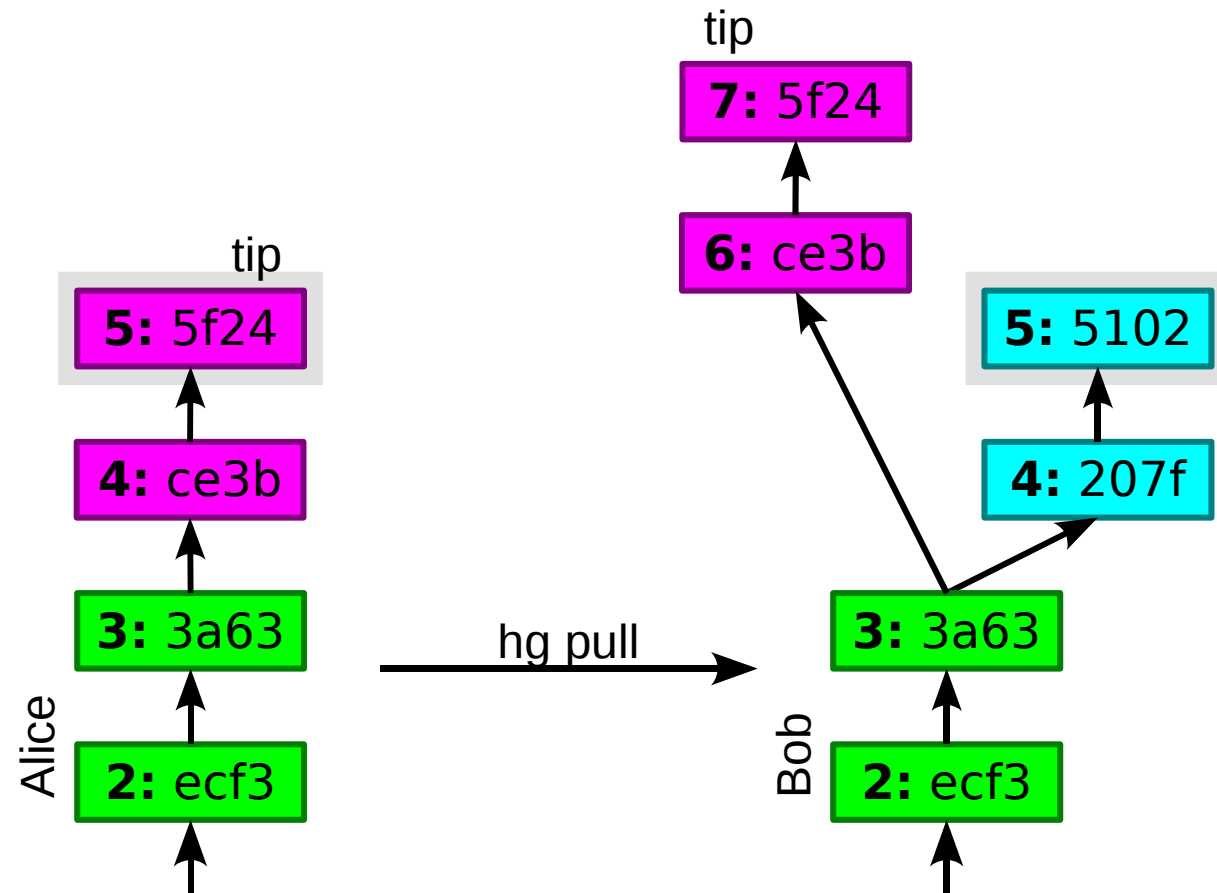 tip
7: 5f24
6: ce3b
tip
5: 5f24
5: 5102
4: ce3b
4: 207f
3: 3a63
hg pull
3: 3a63
Alice
2: ecf3
Bob
2: ecf3